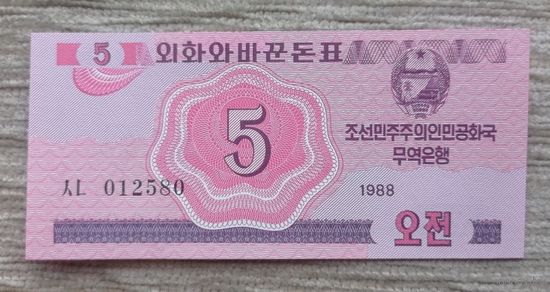 5 외화와바꾼돈표
조선민주주의인민공화국
무역은행
5
ㅅㄴ 012580
1988
오전